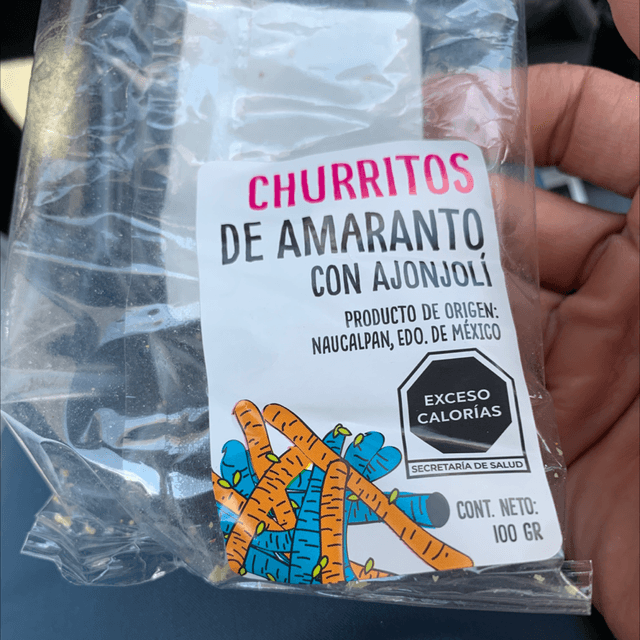 CHURRITOS
DE AMARANTO
CON AJONJOLÍ
PRODUCTO DE ORIGEN:
NAUCALPAN, EDO. DE MÉXICO
EXCESO
CALORÍAS
SECRETARÍA DE SALUD
CONT. NETO:
100 GR